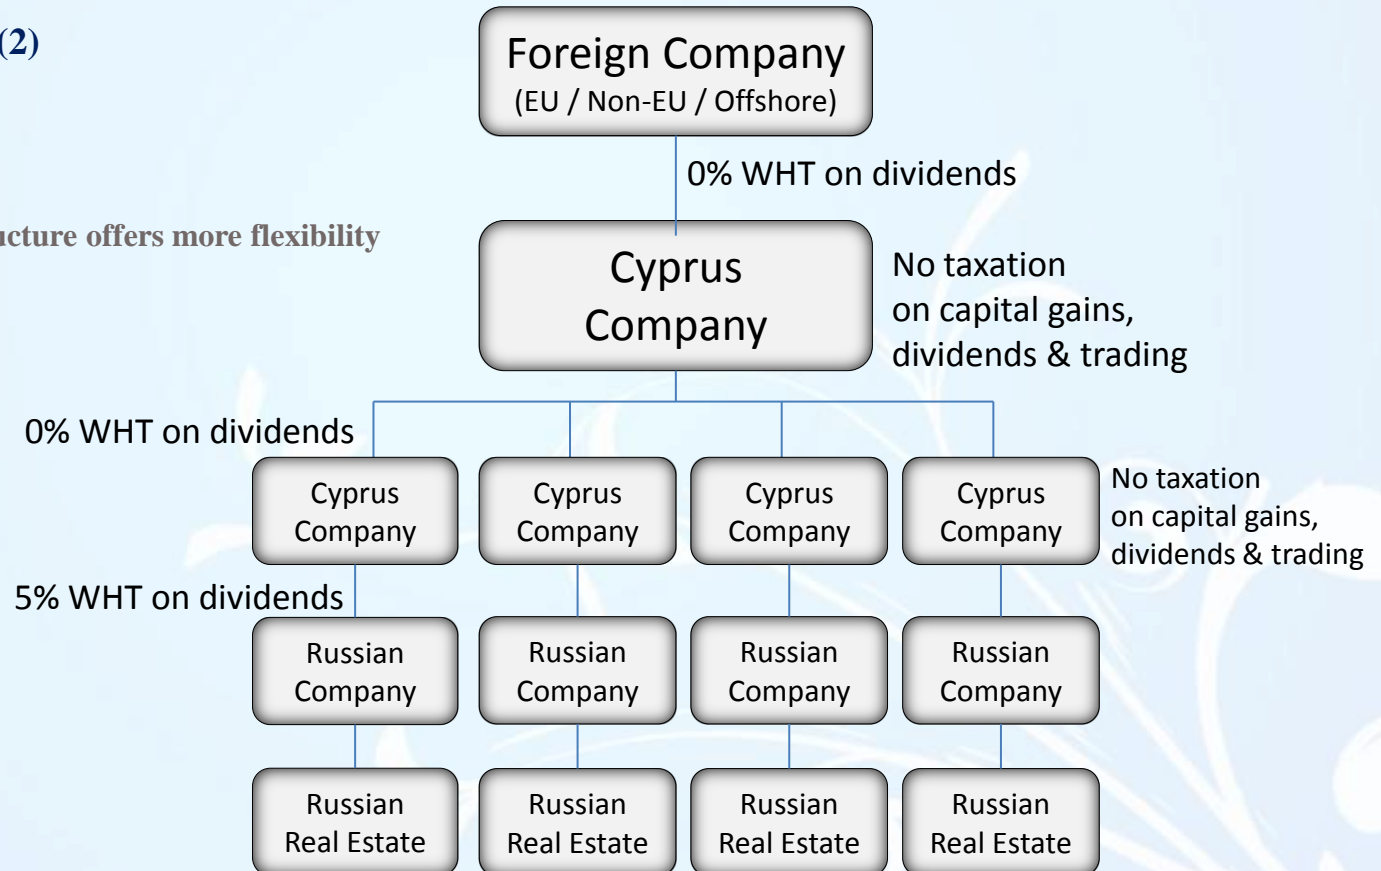 (2)
Foreign Company
(EU / Non-EU / Offshore)
0% WHT on dividends
ucture offers more flexibility
Cyprus
Company
No taxation
on capital gains,
dividends & trading
0% WHT on dividends
Cyprus
Company
Cyprus
Company
Cyprus
Company
Cyprus
Company
No taxation
on capital gains,
dividends & trading
5% WHT on dividends
Russian
Company
Russian
Company
Russian
Company
Russian
Company
Russian
Real Estate
Russian
Real Estate
Russian
Real Estate
Russian
Real Estate